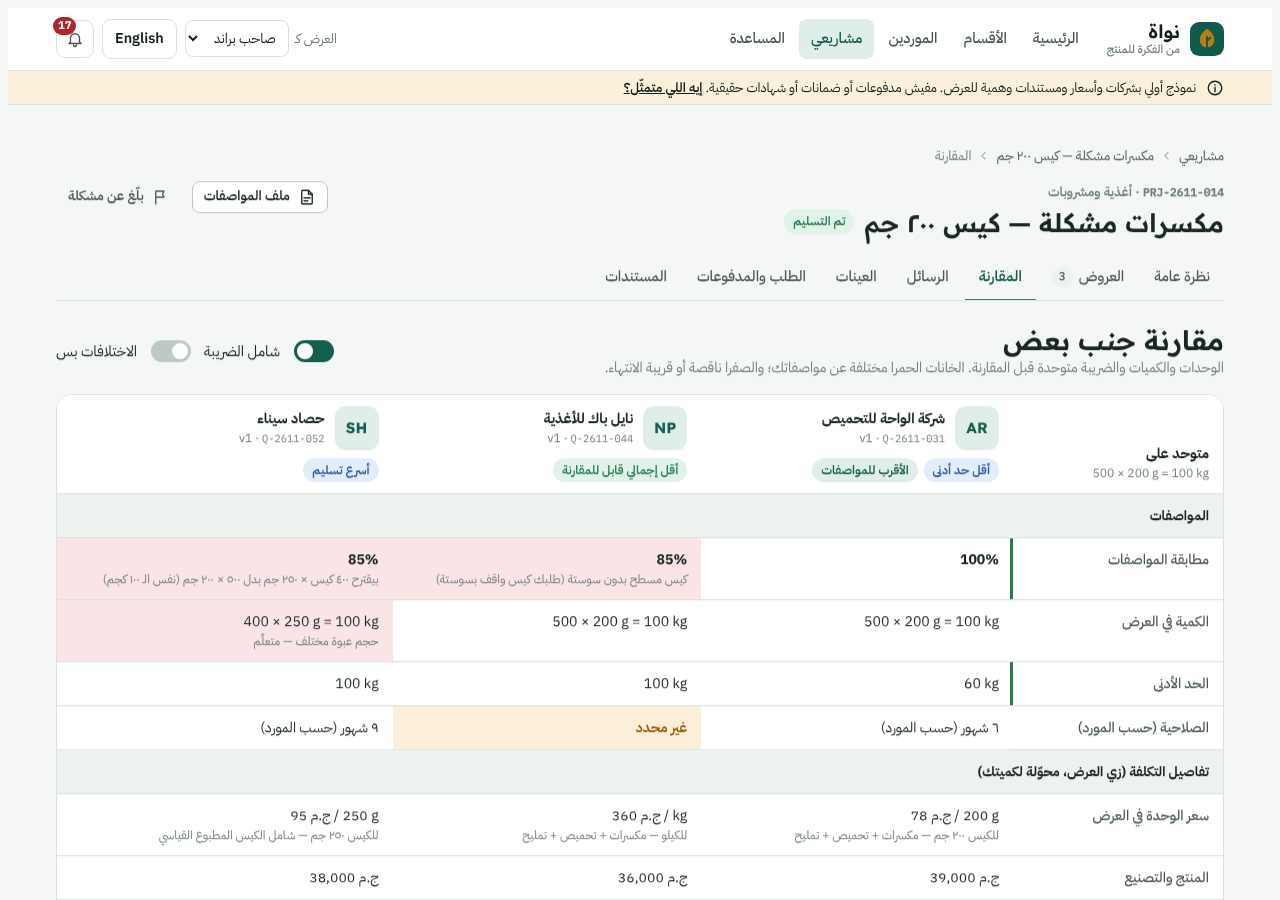 نواة
من الفكرة للمنتج
الرئيسية
الأقسام
الموردين
مشاريعي
المساعدة
العرض كـ
صاحب براند
English
17
نموذج أولي بشركات وأسعار ومستندات وهمية للعرض. مفيش مدفوعات أو ضمانات أو شهادات حقيقية. إيه اللي متمثّل؟
مشاريعي › مكسرات مشكلة — كيس ٢٠٠ جم › المقارنة
PRJ-2611-014 · أغذية ومشروبات
مكسرات مشكلة — كيس ٢٠٠ جم
تم التسليم
ملف المواصفات
بلّغ عن مشكلة
نظرة عامة
العروض 3
المقارنة
الرسائل
العينات
الطلب والمدفوعات
المستندات
مقارنة جنب بعض
الوحدات والكميات والضريبة متوحدة قبل المقارنة. الخانات الحمرا مختلفة عن مواصفاتك؛ والصفرا ناقصة أو قريبة الانتهاء.
شامل الضريبة
الاختلافات بس
متوحد على
500 × 200 g = 100 kg
AR
شركة الواحة للتحميص
Q-2611-031 · v1
أقل حد أدنى
الأقرب للمواصفات
NP
نايل باك للأغذية
Q-2611-044 · v1
أقل إجمالي قابل للمقارنة
SH
حصاد سيناء
Q-2611-052 · v1
أسرع تسليم
المواصفات
مطابقة المواصفات
100%
85%
كيس مسطح بدون سوستة (طلبك كيس واقف بسوستة)
85%
بيقترح ٤٠٠ كيس × ٢٥٠ جم بدل ٥٠٠ × ٢٠٠ جم (نفس الـ ١٠٠ كجم)
الكمية في العرض
500 × 200 g = 100 kg
500 × 200 g = 100 kg
400 × 250 g = 100 kg
حجم عبوة مختلف — متعلّم
الحد الأدنى
60 kg
100 kg
100 kg
الصلاحية (حسب المورد)
٦ شهور (حسب المورد)
غير محدد
٩ شهور (حسب المورد)
تفاصيل التكلفة (زي العرض، محوّلة لكميتك)
سعر الوحدة في العرض
78 ج.م / 200 g
للكيس ٢٠٠ جم — مكسرات + تحميص + تمليح
360 ج.م / kg
للكيلو — مكسرات + تحميص + تمليح
95 ج.م / 250 g
للكيس ٢٥٠ جم — شامل الكيس المطبوع القياسي
المنتج والتصنيع
39,000 ج.م
36,000 ج.م
38,000 ج.م